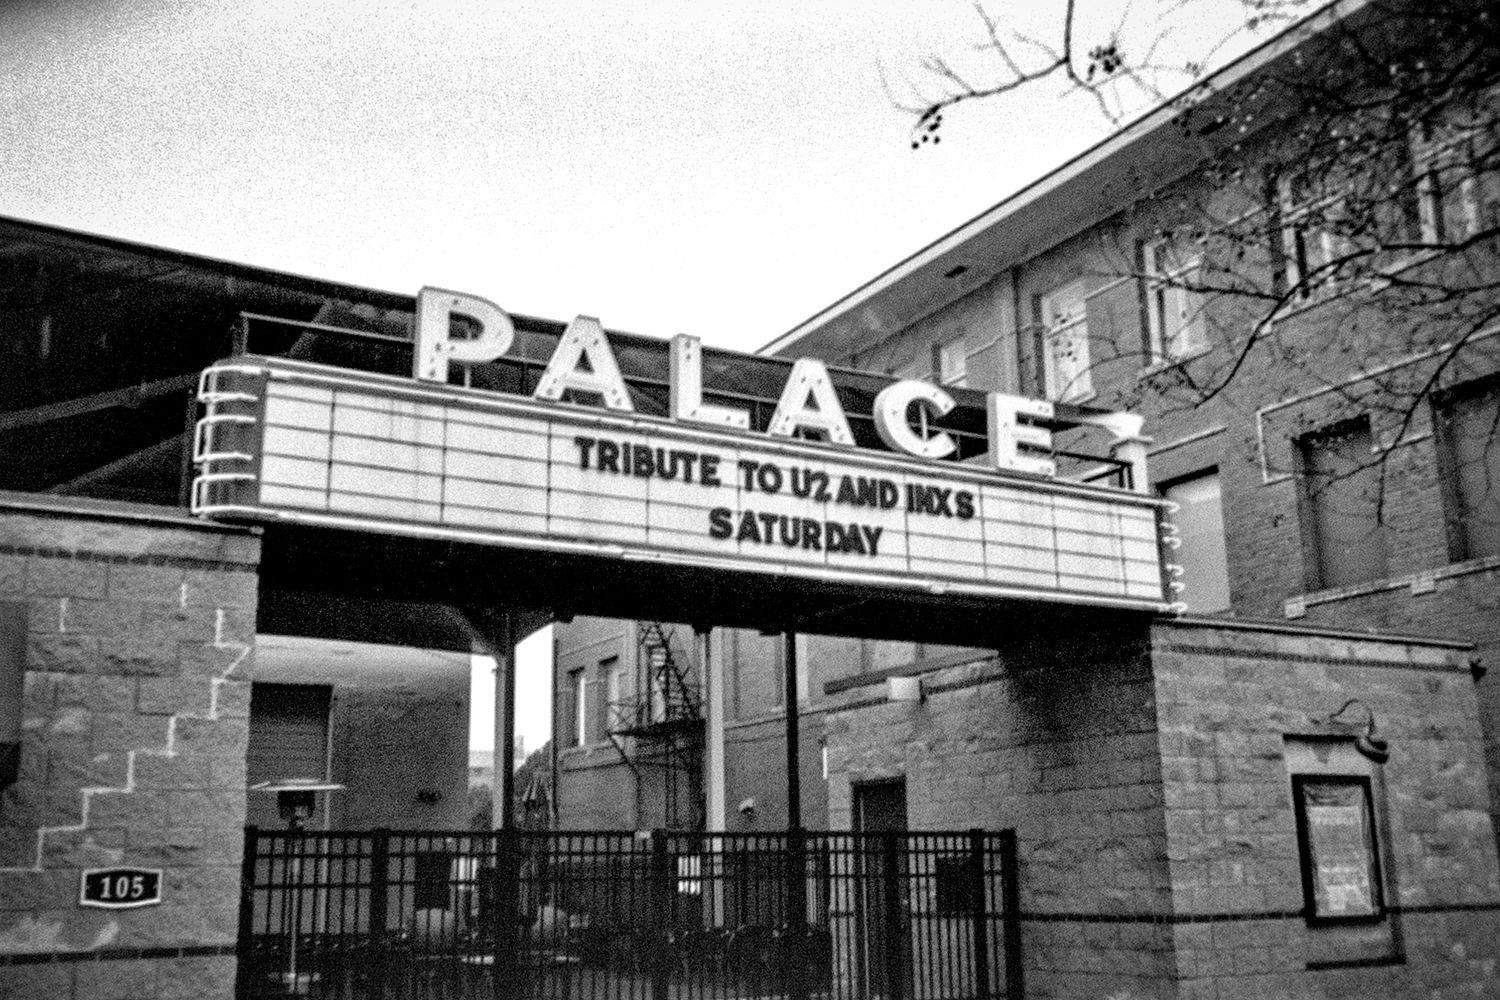 PALACE
TRIBUTE TO U2 AND INXS
SATURDAY
105